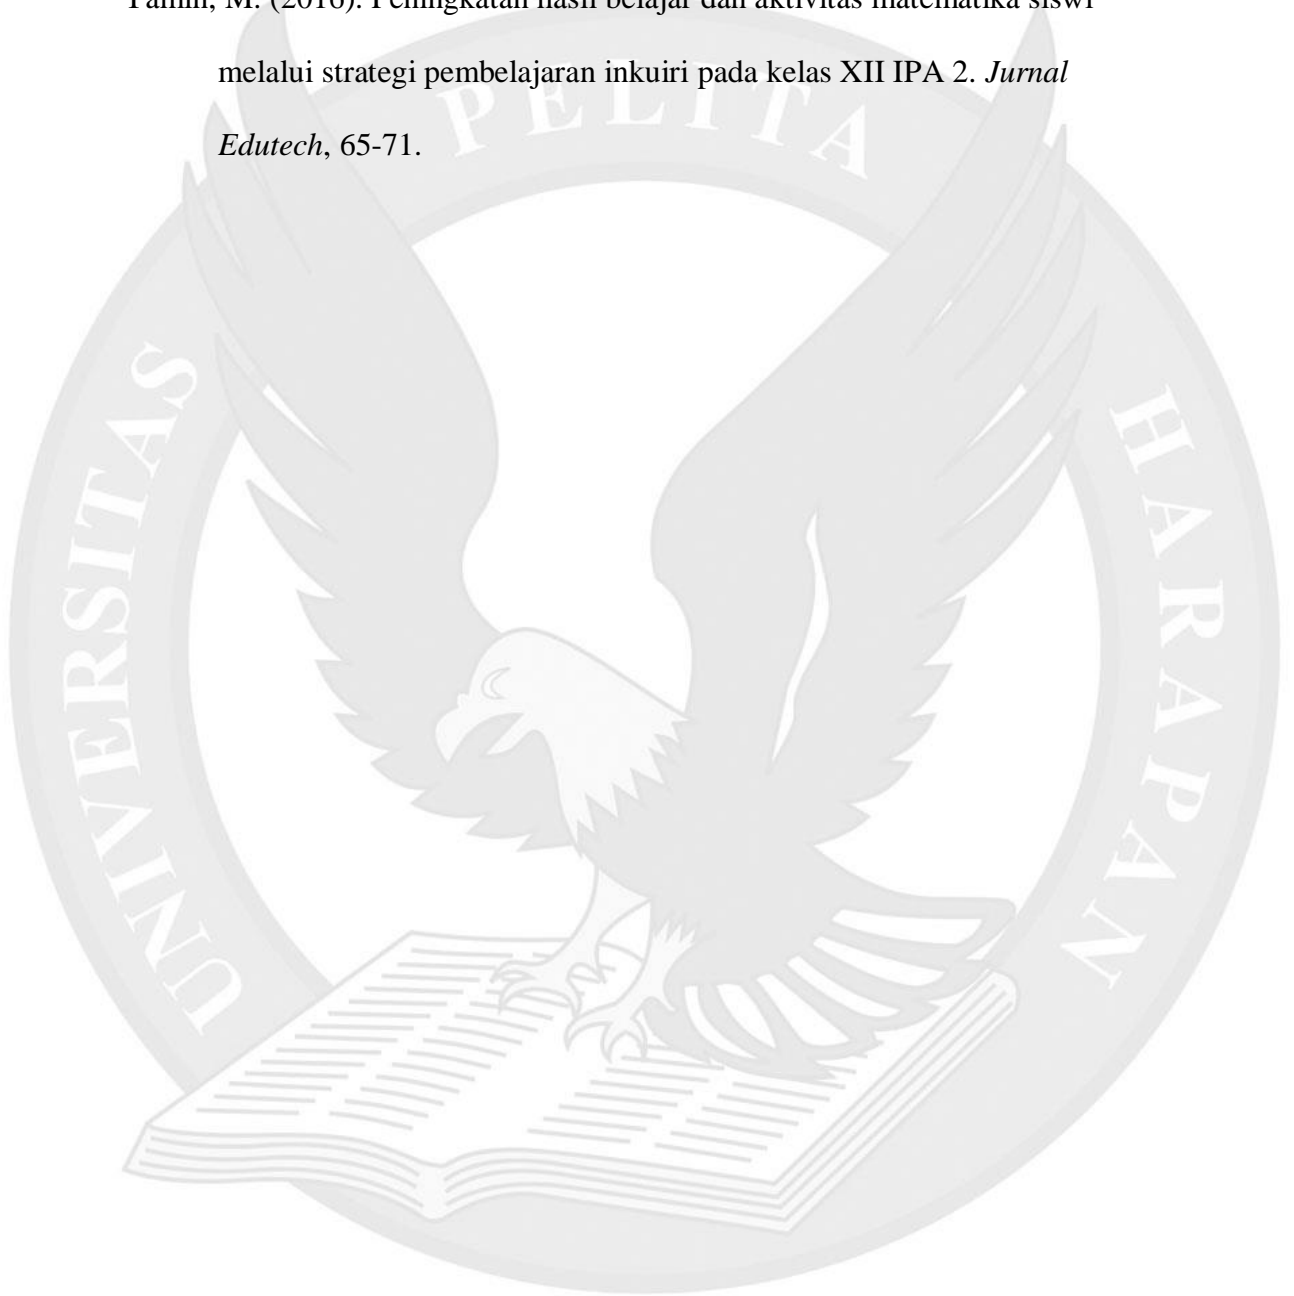 M. (2016). Peningkatan hasil belajar dan aktivitas matematika siswi
melalui strategi pembelajaran inkuiri pada kelas XII IPA 2. Jurnal
Edutech, 65-71.
UNIVERSITAS PELITA HARAPAN